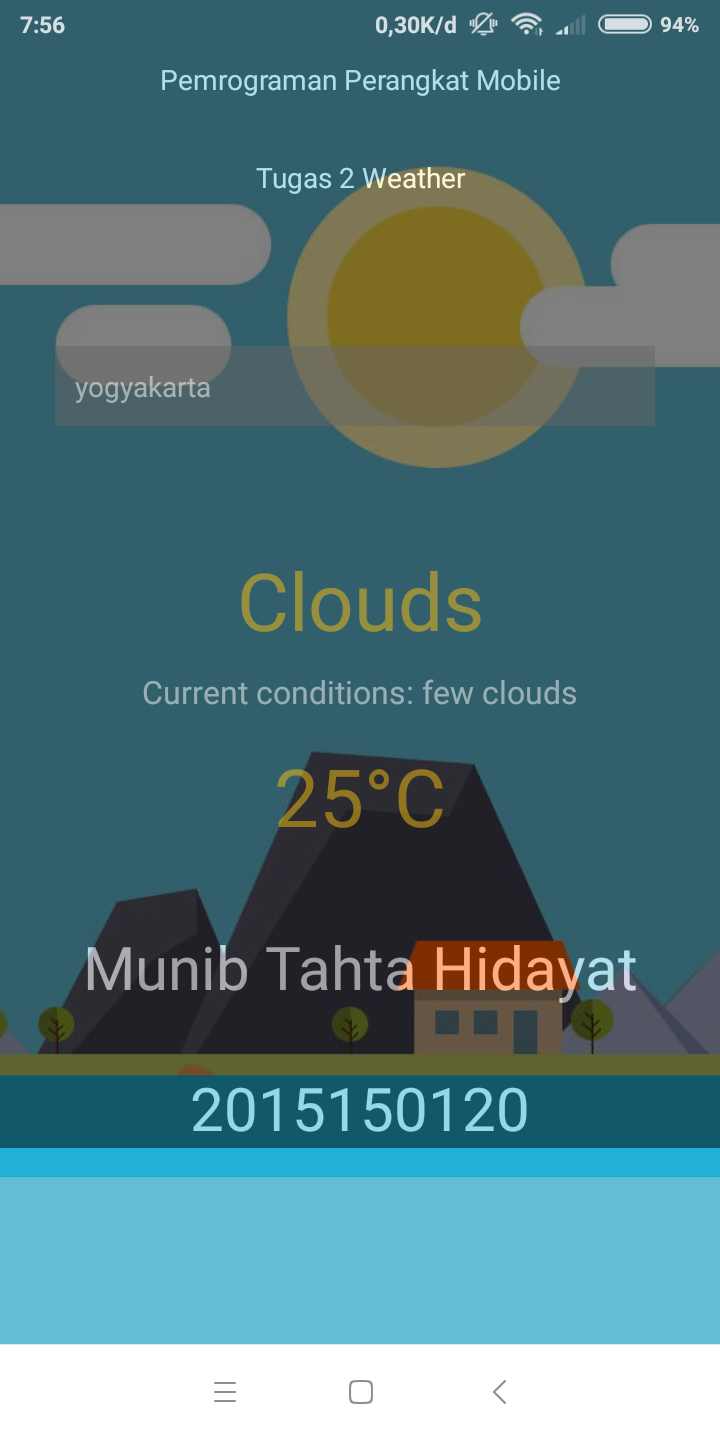 7:56 0,30K/d 94%
Pemrograman Perangkat Mobile
Tugas 2 Weather
yogyakarta
Clouds
Current conditions: few clouds
25°C
Munib Tahta Hidayat
2015150120